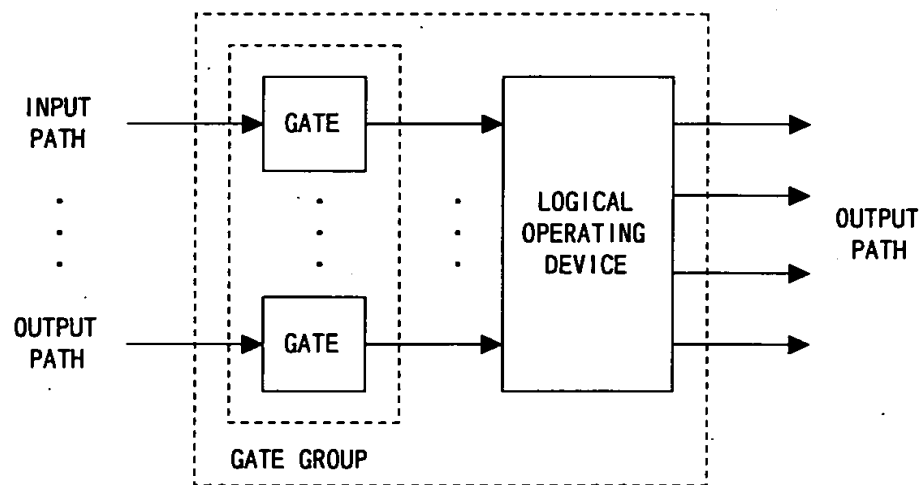 INPUT
PATH
GATE
LOGICAL
OPERATING
DEVICE
OUTPUT
PATH
OUTPUT
PATH
GATE
GATE GROUP